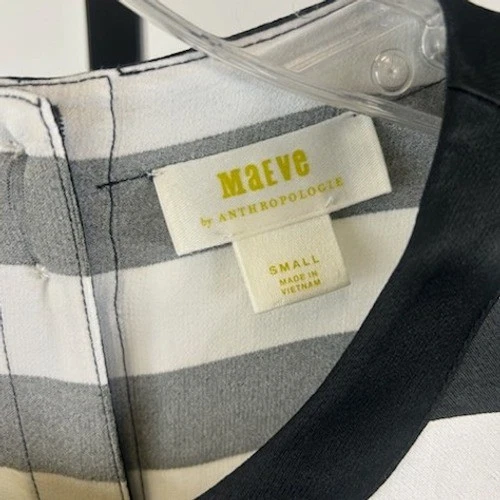 MaEve
by ANTHROPOLOGIE
SMALL
MADE IN
VIETNAM